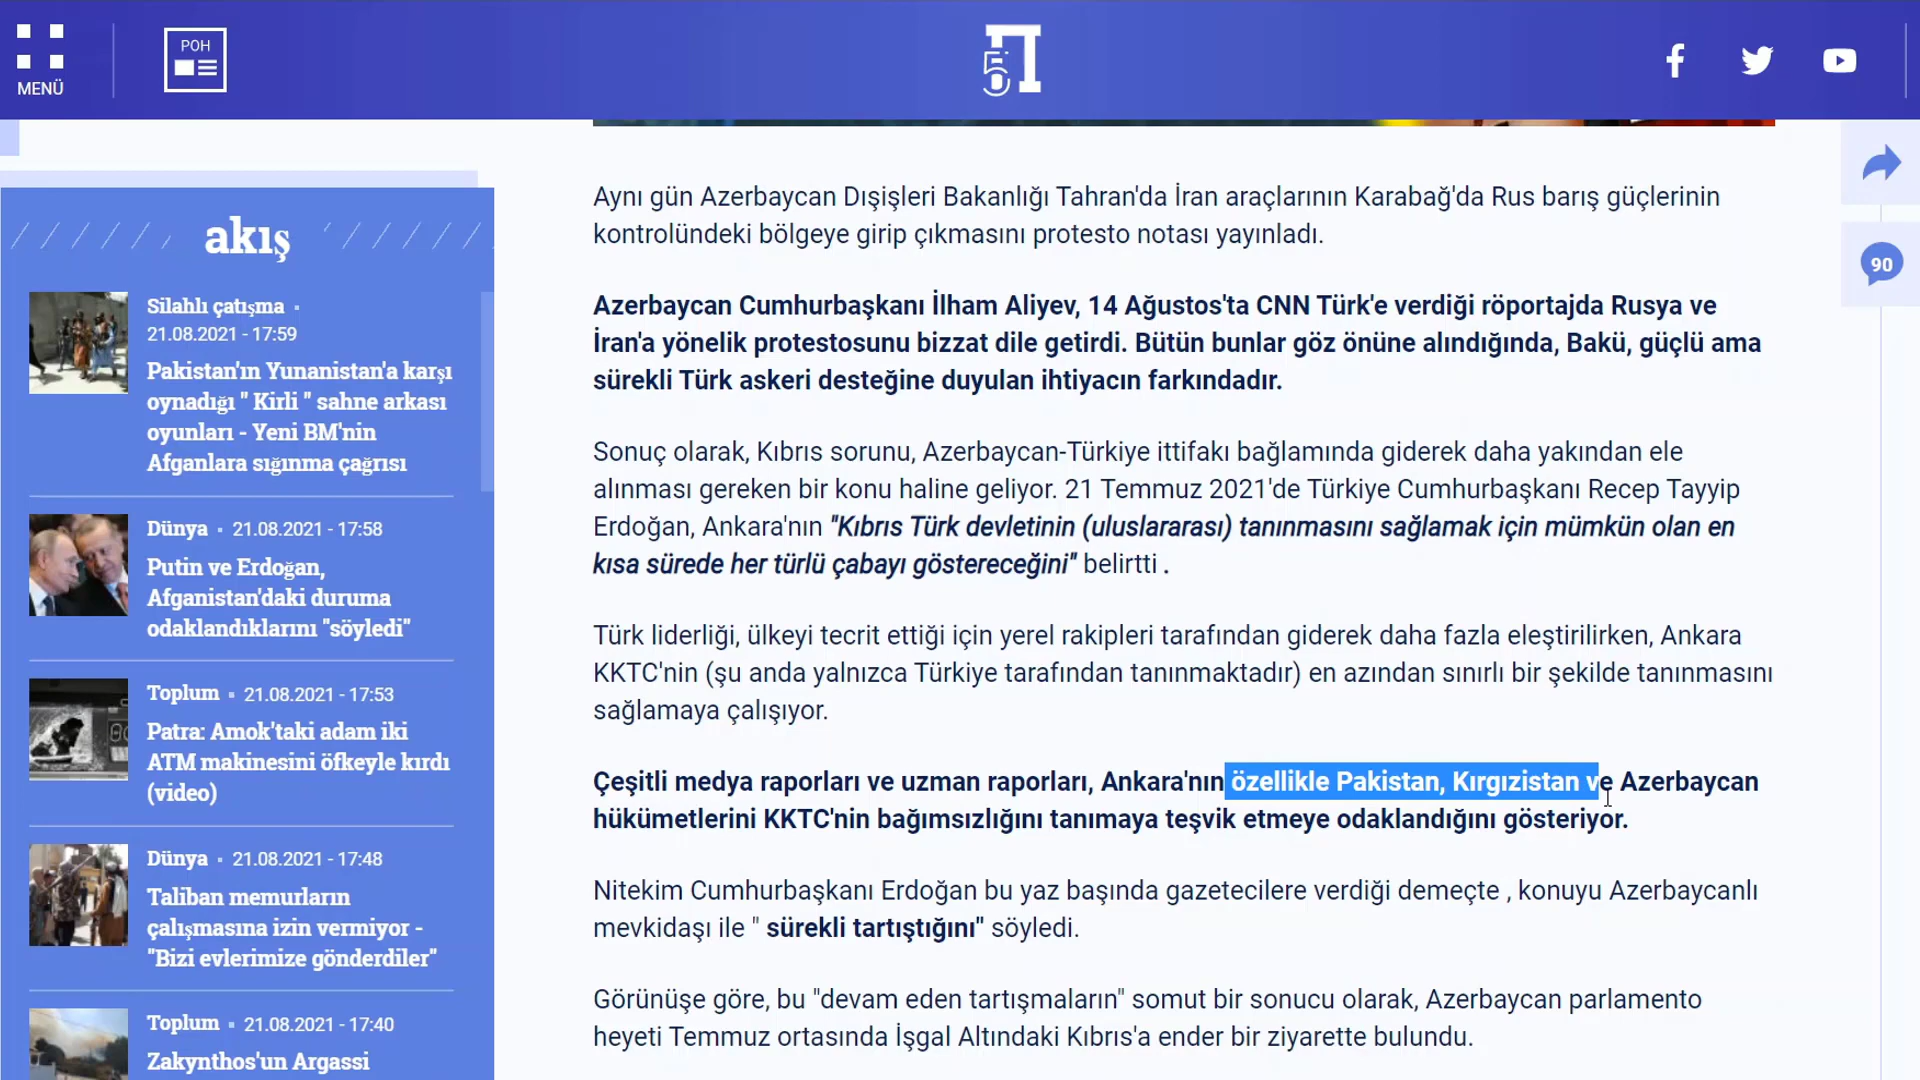 MENÜ
POH
5
Π
Aynı gün Azerbaycan Dışişleri Bakanlığı Tahran'da İran araçlarının Karabağ'da Rus barış güçlerinin
kontrolündeki bölgeye girip çıkmasını protesto notası yayınladı.
Azerbaycan Cumhurbaşkanı İlham Aliyev, 14 Ağustos'ta CNN Türk'e verdiği röportajda Rusya ve
İran'a yönelik protestosunu bizzat dile getirdi. Bütün bunlar göz önüne alındığında, Bakü, güçlü ama
sürekli Türk askeri desteğine duyulan ihtiyacın farkındadır.
Sonuç olarak, Kıbrıs sorunu, Azerbaycan-Türkiye ittifakı bağlamında giderek daha yakından ele
alınması gereken bir konu haline geliyor. 21 Temmuz 2021'de Türkiye Cumhurbaşkanı Recep Tayyip
Erdoğan, Ankara'nın "Kıbrıs Türk devletinin (uluslararası) tanınmasını sağlamak için mümkün olan en
kısa sürede her türlü çabayı göstereceğini" belirtti .
Türk liderliği, ülkeyi tecrit ettiği için yerel rakipleri tarafından giderek daha fazla eleştirilirken, Ankara
KKTC'nin (şu anda yalnızca Türkiye tarafından tanınmaktadır) en azından sınırlı bir şekilde tanınmasını
sağlamaya çalışıyor.
Çeşitli medya raporları ve uzman raporları, Ankara'nın özellikle Pakistan, Kırgızistan ve Azerbaycan
hükümetlerini KKTC'nin bağımsızlığını tanımaya teşvik etmeye odaklandığını gösteriyor.
Nitekim Cumhurbaşkanı Erdoğan bu yaz başında gazetecilere verdiği demeçte , konuyu Azerbaycanlı
mevkidaşı ile " sürekli tartıştığını" söyledi.
Görünüşe göre, bu "devam eden tartışmaların" somut bir sonucu olarak, Azerbaycan parlamento
heyeti Temmuz ortasında İşgal Altındaki Kıbrıs'a ender bir ziyarette bulundu.
90
akış
Silahlı çatışma
21.08.2021 - 17:59
Pakistan'ın Yunanistan'a karşı
oynadığı " Kirli " sahne arkası
oyunları - Yeni BM'nin
Afganlara sığınma çağrısı
Dünya 21.08.2021 - 17:58
Putin ve Erdoğan,
Afganistan'daki duruma
odaklandıklarını "söyledi"
Toplum 21.08.2021 - 17:53
Patra: Amok'taki adam iki
ATM makinesini öfkeyle kırdı
(video)
Dünya 21.08.2021 - 17:48
Taliban memurların
çalışmasına izin vermiyor -
"Bizi evlerimize gönderdiler"
Toplum 21.08.2021 - 17:40
Zakynthos'un Argassi